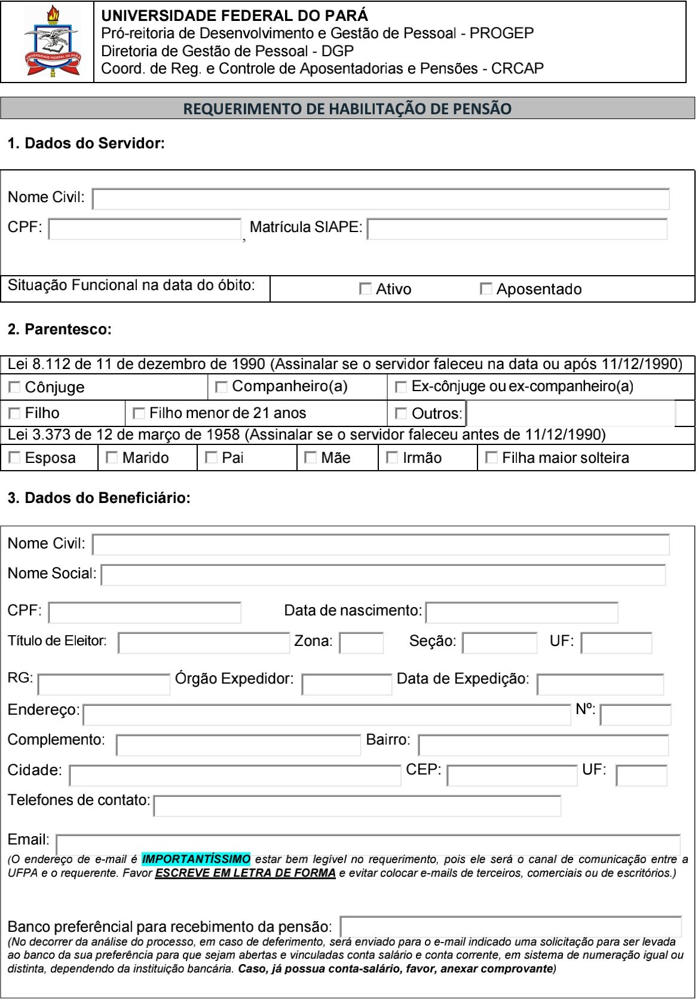 UNIVERSIDADE FEDERAL DO PARÁ
Pró-reitoria de Desenvolvimento e Gestão de Pessoal - PROGEP
Diretoria de Gestão de Pessoal - DGP
Coord. de Reg. e Controle de Aposentadorias e Pensões - CRCAP
UNIVERSIDADE FEDERAL DO PARÁ
REQUERIMENTO DE HABILITAÇÃO DE PENSÃO
1. Dados do Servidor:
Nome Civil:
CPF: , Matrícula SIAPE:
Situação Funcional na data do óbito: Ativo Aposentado
2. Parentesco:
Lei 8.112 de 11 de dezembro de 1990 (Assinalar se o servidor faleceu na data ou após 11/12/1990)
Cônjuge Companheiro(a) Ex-cônjuge ou ex-companheiro(a)
Filho Filho menor de 21 anos Outros:
Lei 3.373 de 12 de março de 1958 (Assinalar se o servidor faleceu antes de 11/12/1990)
Esposa Marido Pai Mãe Irmão Filha maior solteira
3. Dados do Beneficiário:
Nome Civil:
Nome Social:
CPF: Data de nascimento:
Título de Eleitor: Zona: Seção: UF:
RG: Órgão Expedidor: Data de Expedição:
Endereço: Nº:
Complemento: Bairro:
Cidade: CEP: UF:
Telefones de contato:
Email:
(O endereço de e-mail é IMPORTANTÍSSIMO estar bem legível no requerimento, pois ele será o canal de comunicação entre a
UFPA e o requerente. Favor ESCREVE EM LETRA DE FORMA e evitar colocar e-mails de terceiros, comerciais ou de escritórios.)
Banco preferêncial para recebimento da pensão:
(No decorrer da análise do processo, em caso de deferimento, será enviado para o e-mail indicado uma solicitação para ser levada
ao banco da sua preferência para que sejam abertas e vinculadas conta salário e conta corrente, em sistema de numeração igual ou
distinta, dependendo da instituição bancária. Caso, já possua conta-salário, favor, anexar comprovante)